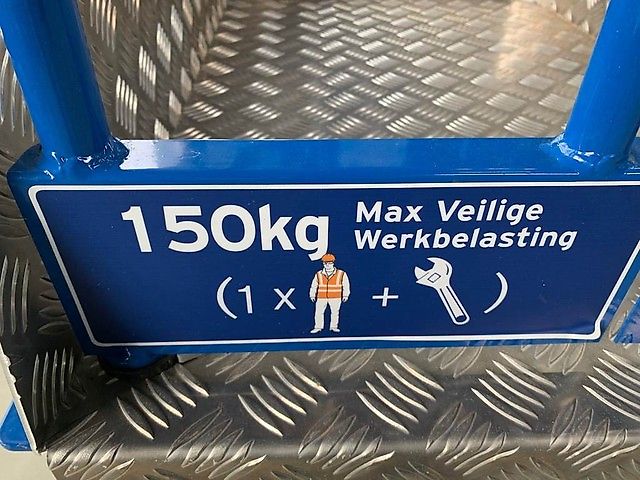 150kg Max Veilige
Werkbelasting
(1 x + )